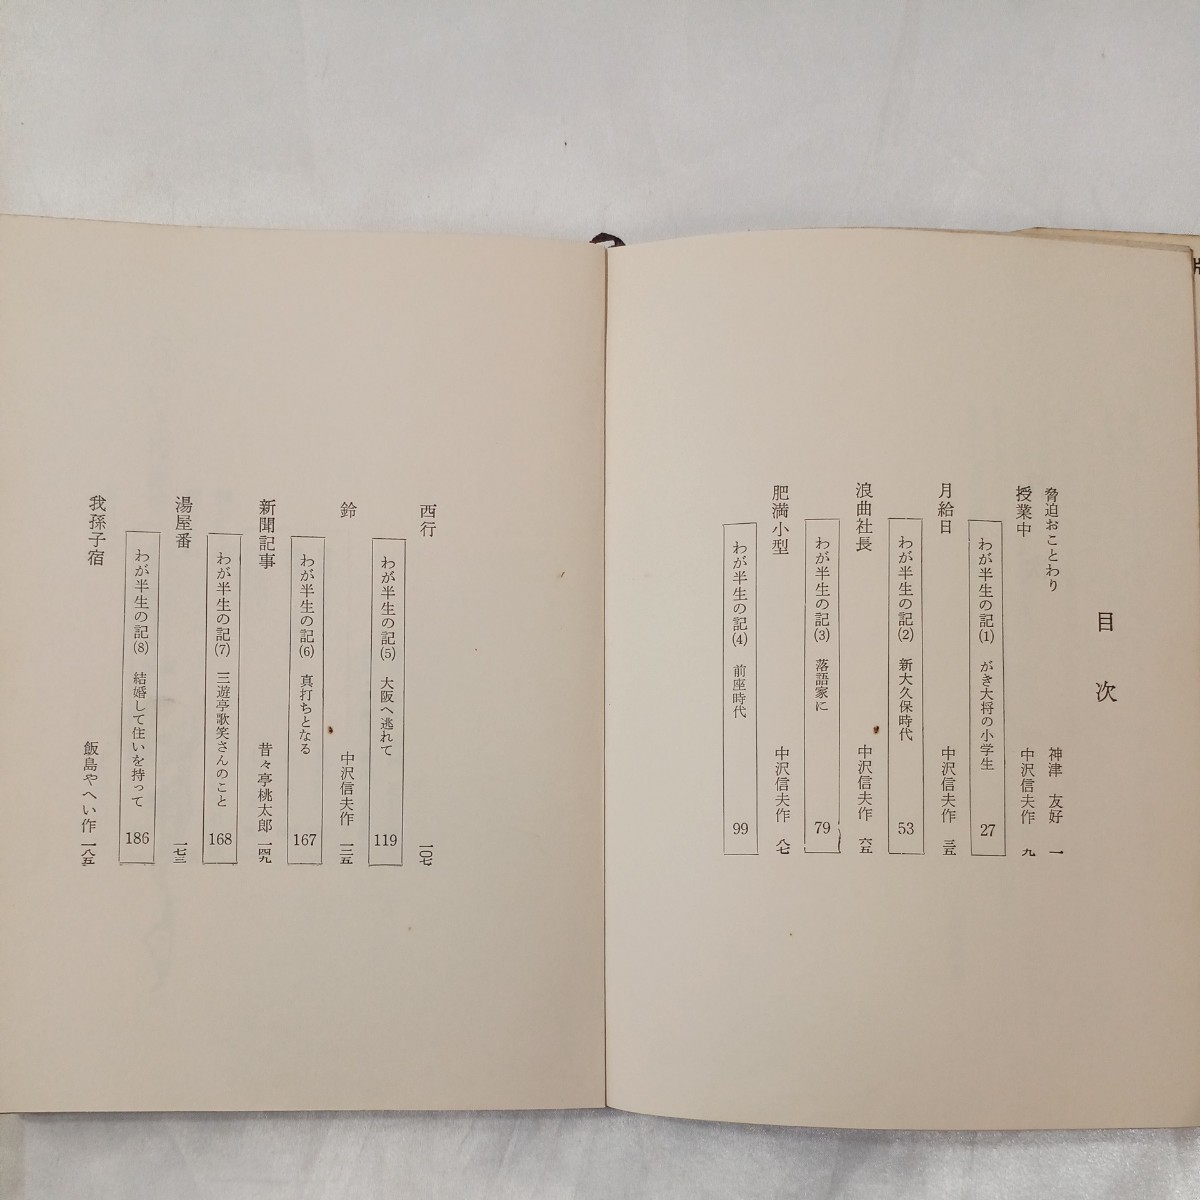 目次
脅迫おことわり 神津 友好 一
授業中 中沢信夫作 九
わが半生の記(1) がき大将の小学生 27
月給日 中沢信夫作 三五
わが半生の記(2) 新大久保時代 53
浪曲社長 中沢信夫作 六五
わが半生の記(3) 落語家に 79
肥満小型 中沢信夫作 八七
わが半生の記(4) 前座時代 99
西行 一〇七
わが半生の記(5) 大阪へ逃れて 119
鈴 中沢信夫作 一三五
わが半生の記(6) 真打ちとなる 167
新聞記事 昔々亭桃太郎 一四九
わが半生の記(7) 三遊亭歌笑さんのこと 168
湯屋番 一七三
わが半生の記(8) 結婚して住いを持って 186
我孫子宿 飯島やへい作 一八五